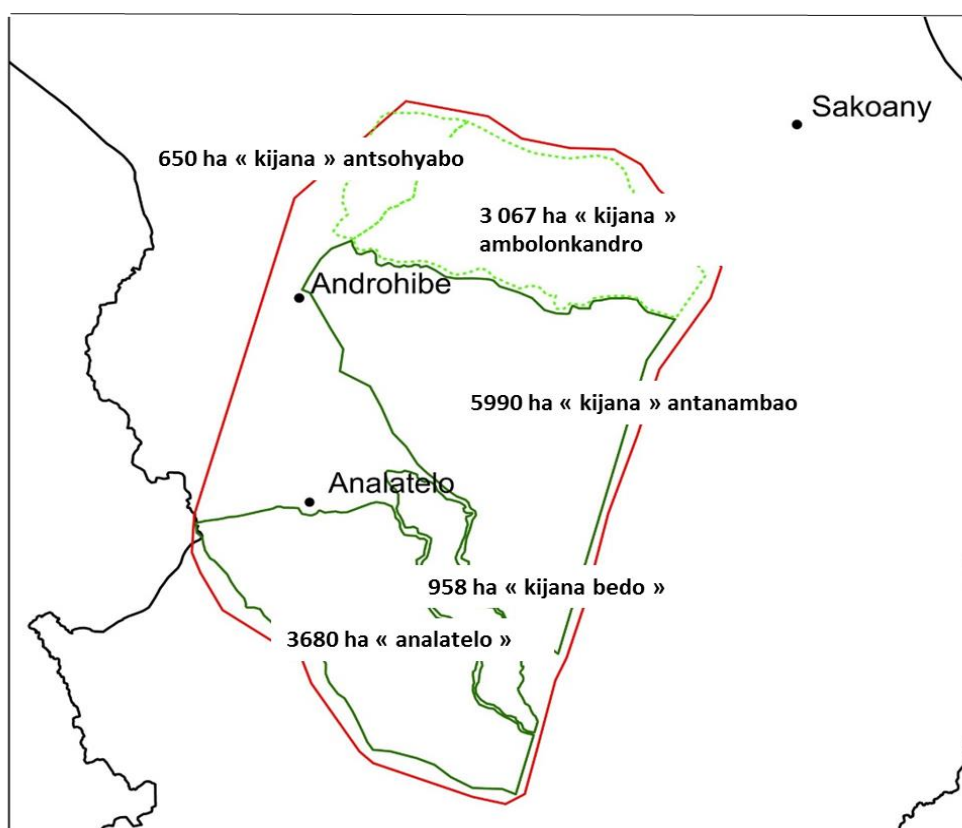 Sakoany
650 ha « kijana » antsohyabo
3 067 ha « kijana »
ambolonkandro
Androhibe
5990 ha « kijana » antanambao
Analatelo
958 ha « kijana bedo »
3680 ha « analatelo »